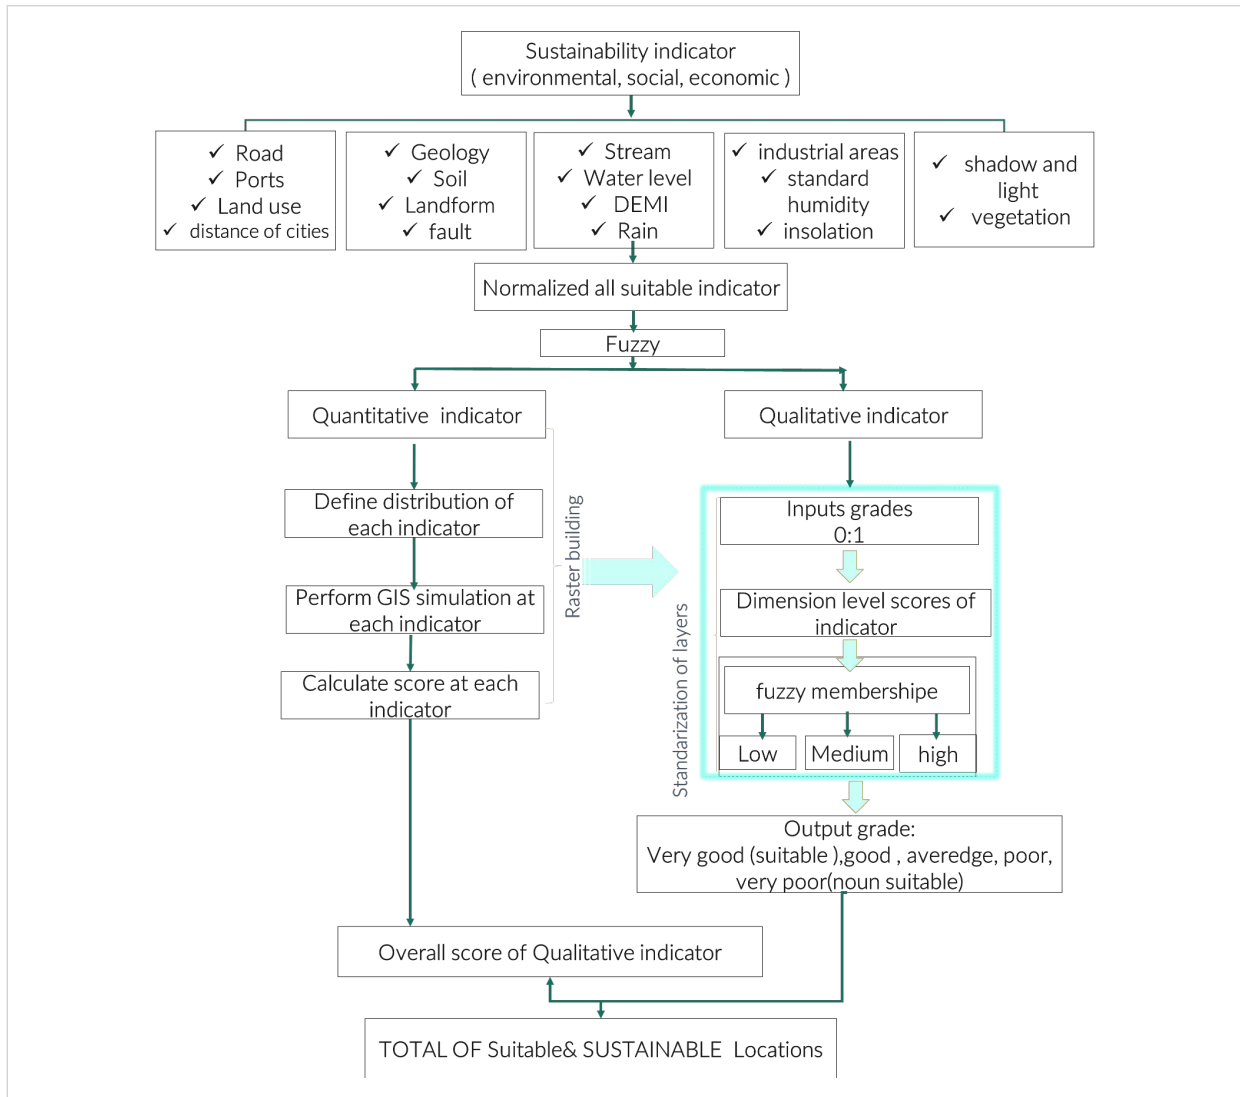 Sustainability indicator
( environmental, social, economic )
✓ Road
✓ Ports
✓ Land use
✓ distance of cities
✓ Geology
✓ Soil
✓ Landform
✓ fault
✓ Stream
✓ Water level
✓ DEMI
✓ Rain
✓ industrial areas
✓ standard
humidity
✓ insolation
✓ shadow and
light
✓ vegetation
Normalized all suitable indicator
Fuzzy
Quantitative indicator
Define distribution of
each indicator
Perform GIS simulation at
each indicator
Calculate score at each
indicator
Raster building
Qualitative indicator
Standarization of layers
Inputs grades
0:1
Dimension level scores of
indicator
fuzzy membershipe
Low
Medium
high
Output grade:
Very good (suitable ),good , averedge, poor,
very poor(noun suitable)
Overall score of Qualitative indicator
TOTAL OF Suitable& SUSTAINABLE Locations